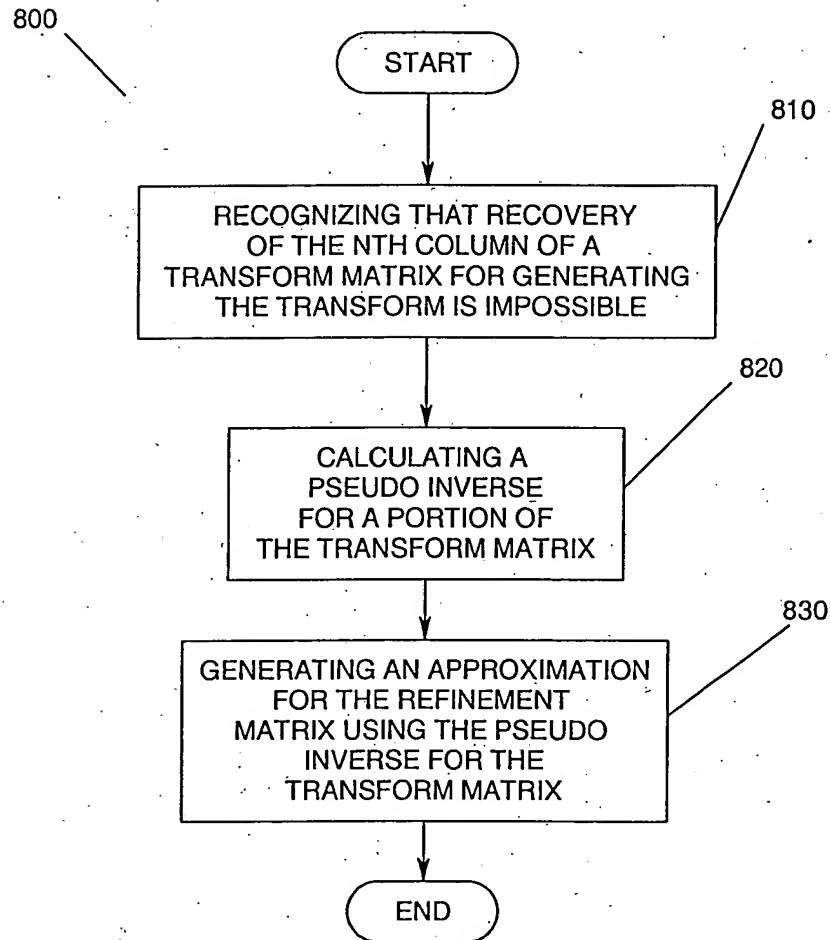 800
START
810
RECOGNIZING THAT RECOVERY
OF THE NTH COLUMN OF A
TRANSFORM MATRIX FOR GENERATING
THE TRANSFORM IS IMPOSSIBLE
820
CALCULATING A
PSEUDO INVERSE
FOR A PORTION OF
THE TRANSFORM MATRIX
830
GENERATING AN APPROXIMATION
FOR THE REFINEMENT
MATRIX USING THE PSEUDO
INVERSE FOR THE
TRANSFORM MATRIX
END